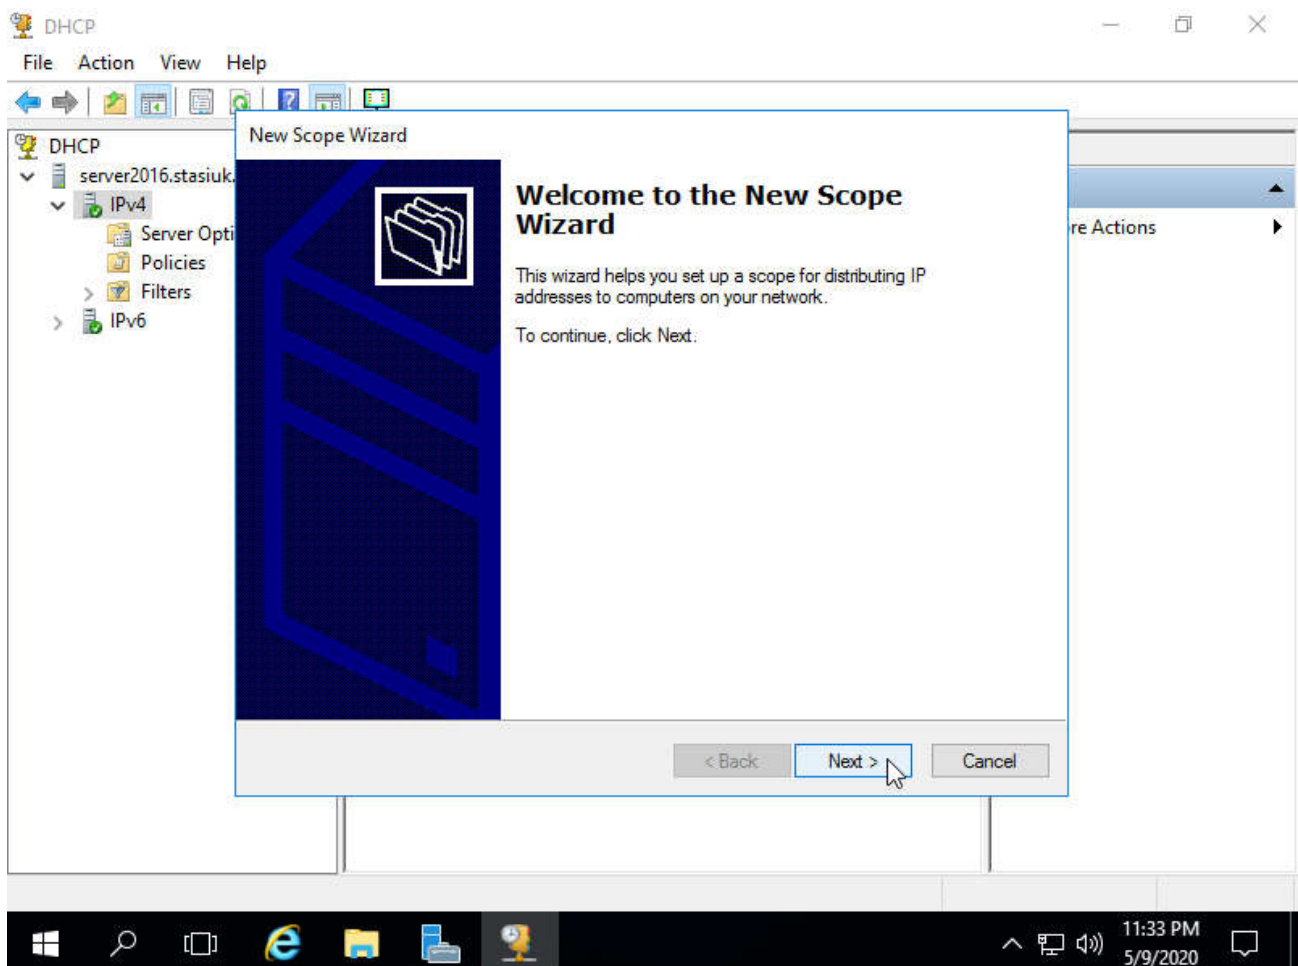 DHCP
File Action View Help
New Scope Wizard
DHCP
server2016.stasiuk.
IPv4
Server Opti
Policies
Filters
IPv6
Welcome to the New Scope
Wizard
This wizard helps you set up a scope for distributing IP
addresses to computers on your network.
To continue, click Next.
re Actions
< Back Next > Cancel
11:33 PM
5/9/2020